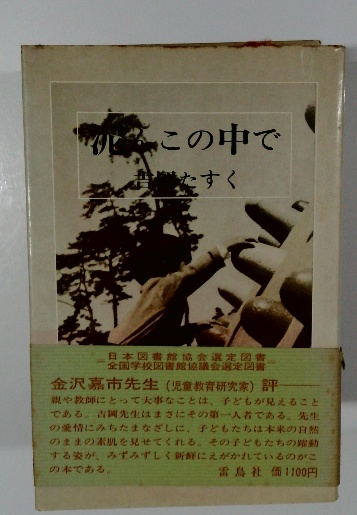 泥んこの中で
吉岡たすく
日本図書館協会選定図書
全国学校図書館協議会選定図書
金沢嘉市先生（児童教育研究家）評――
親や教師にとって大事なことは、子どもが見えること
である。吉岡先生はまさにその第一人者である。先生
の愛情にみちたまなざしに、子どもたちは本来の自然
のままの素肌を見せてくれる。その子どもたちの躍動
する姿が、みずみずしく新鮮にえがかれているのがこ
の本である。
雷鳥社 価1100円